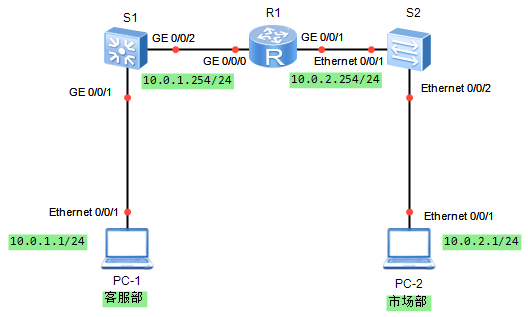 S1
R1
S2
GE 0/0/2
GE 0/0/1
GE 0/0/0
Ethernet 0/0/1
R
10.0.1.254/24
10.0.2.254/24
GE 0/0/1
Ethernet 0/0/2
Ethernet 0/0/1
Ethernet 0/0/1
10.0.1.1/24
10.0.2.1/24
PC-1
PC-2
客服部
市场部